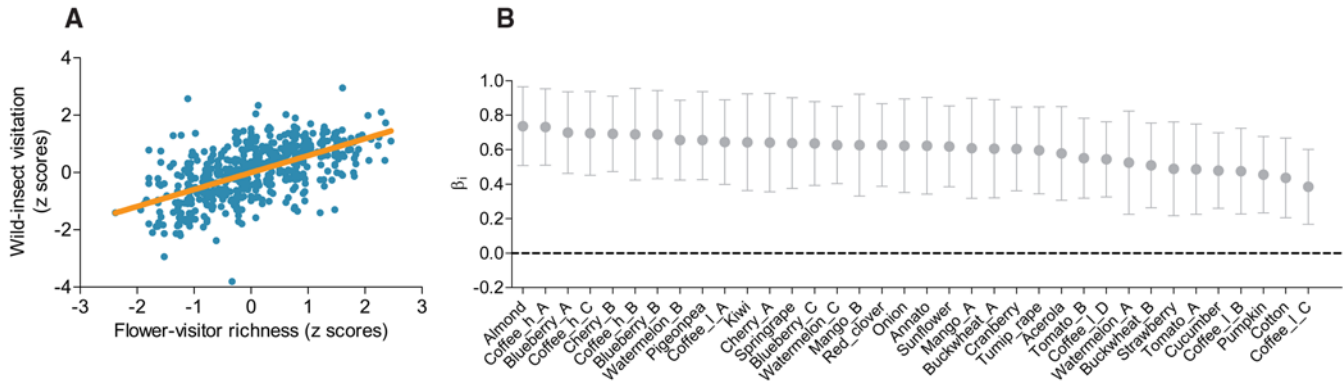 A
Wild-insect visitation
(z scores)
4
2
0
-2
-4
-3
-2
-1
0
1
2
3
Flower-visitor richness (z scores)
B
βi
1.0
0.8
0.6
0.4
0.2
0.0
-0.2
Almond
Coffee_h_A
Blueberry_A
Coffee_h_C
Cherry_B
Coffee_h_B
Blueberry_B
Watermelon_B
Pigeonpea
Coffee_l_A
Kiwi
Cherry_A
Springrape
Blueberry_C
Watermelon_C
Mango_B
Red_clover
Onion
Annato
Sunflower
Mango_A
Buckwheat_A
Cranberry
Turnip_rape
Acerola
Tomato_B
Coffee_l_D
Watermelon_A
Buckwheat_B
Strawberry
Tomato_A
Cucumber
Coffee_l_B
Pumpkin
Cotton
Coffee_l_C